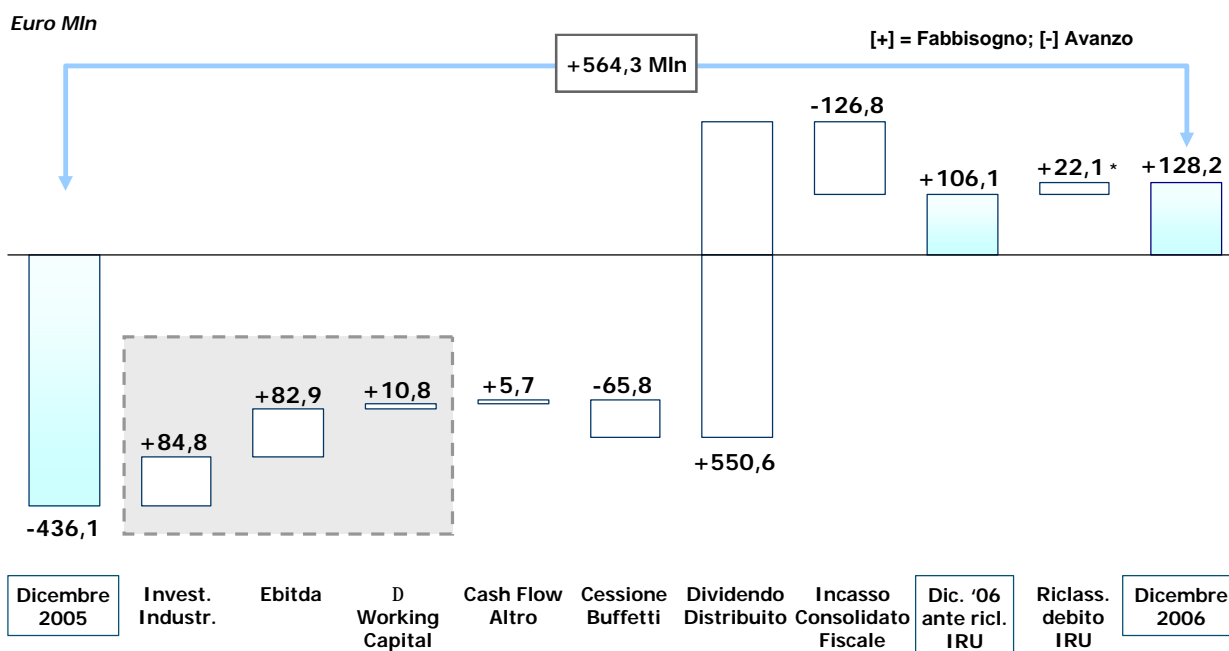 Euro Mln
[+] = Fabbisogno; [-] Avanzo
+564,3 Mln
-126,8
+106,1
+22,1 *
+128,2
+84,8
+82,9
+10,8
+5,7
-65,8
+550,6
-436,1
Dicembre
2005
Invest.
Industr.
Ebitda
D
Working
Capital
Cash Flow
Altro
Cessione
Buffetti
Dividendo
Distribuito
Incasso
Consolidato
Fiscale
Dic. ‘06
ante ricl.
IRU
Riclass.
debito
IRU
Dicembre
2006